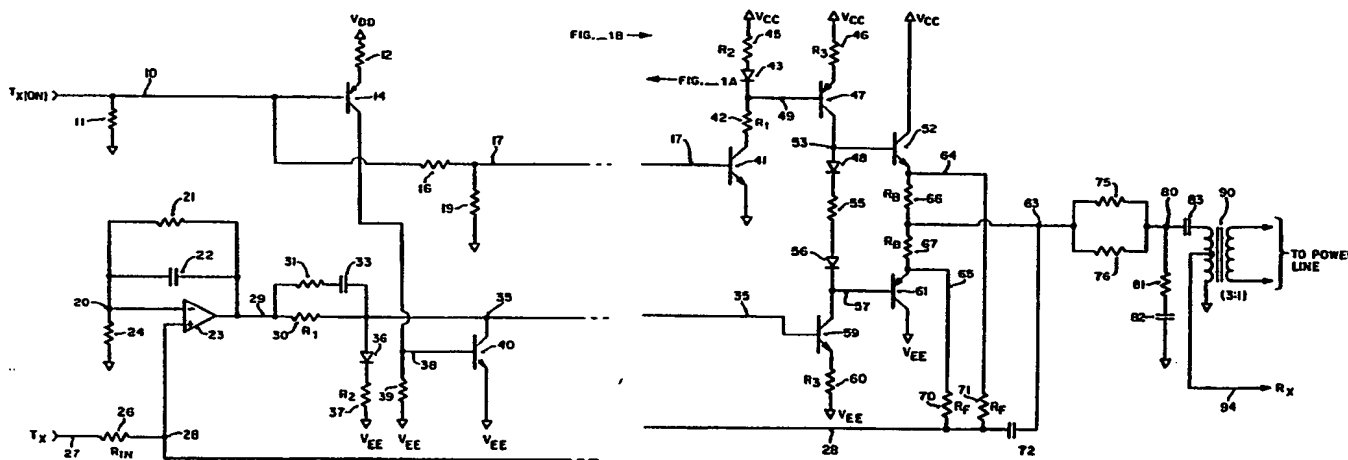 VDD
12
10
TX(ON)
11
14
17
16
19
21
22
20
23
24
29
31
33
30
R1
36
R2
37
38
39
35
40
VEE
VEE
VEE
26
TX
27
RIN
28
FIG._1B
FIG._1A
VCC
45
R2
43
42
R1
17
41
VCC
46
R3
47
49
53
48
55
56
57
35
59
R3
60
VEE
28
VCC
52
64
RB
66
RB
67
65
61
VEE
70
RF
71
RF
72
63
75
76
80
83
81
82
90
(3:1)
TO POWER
LINE
RX
94